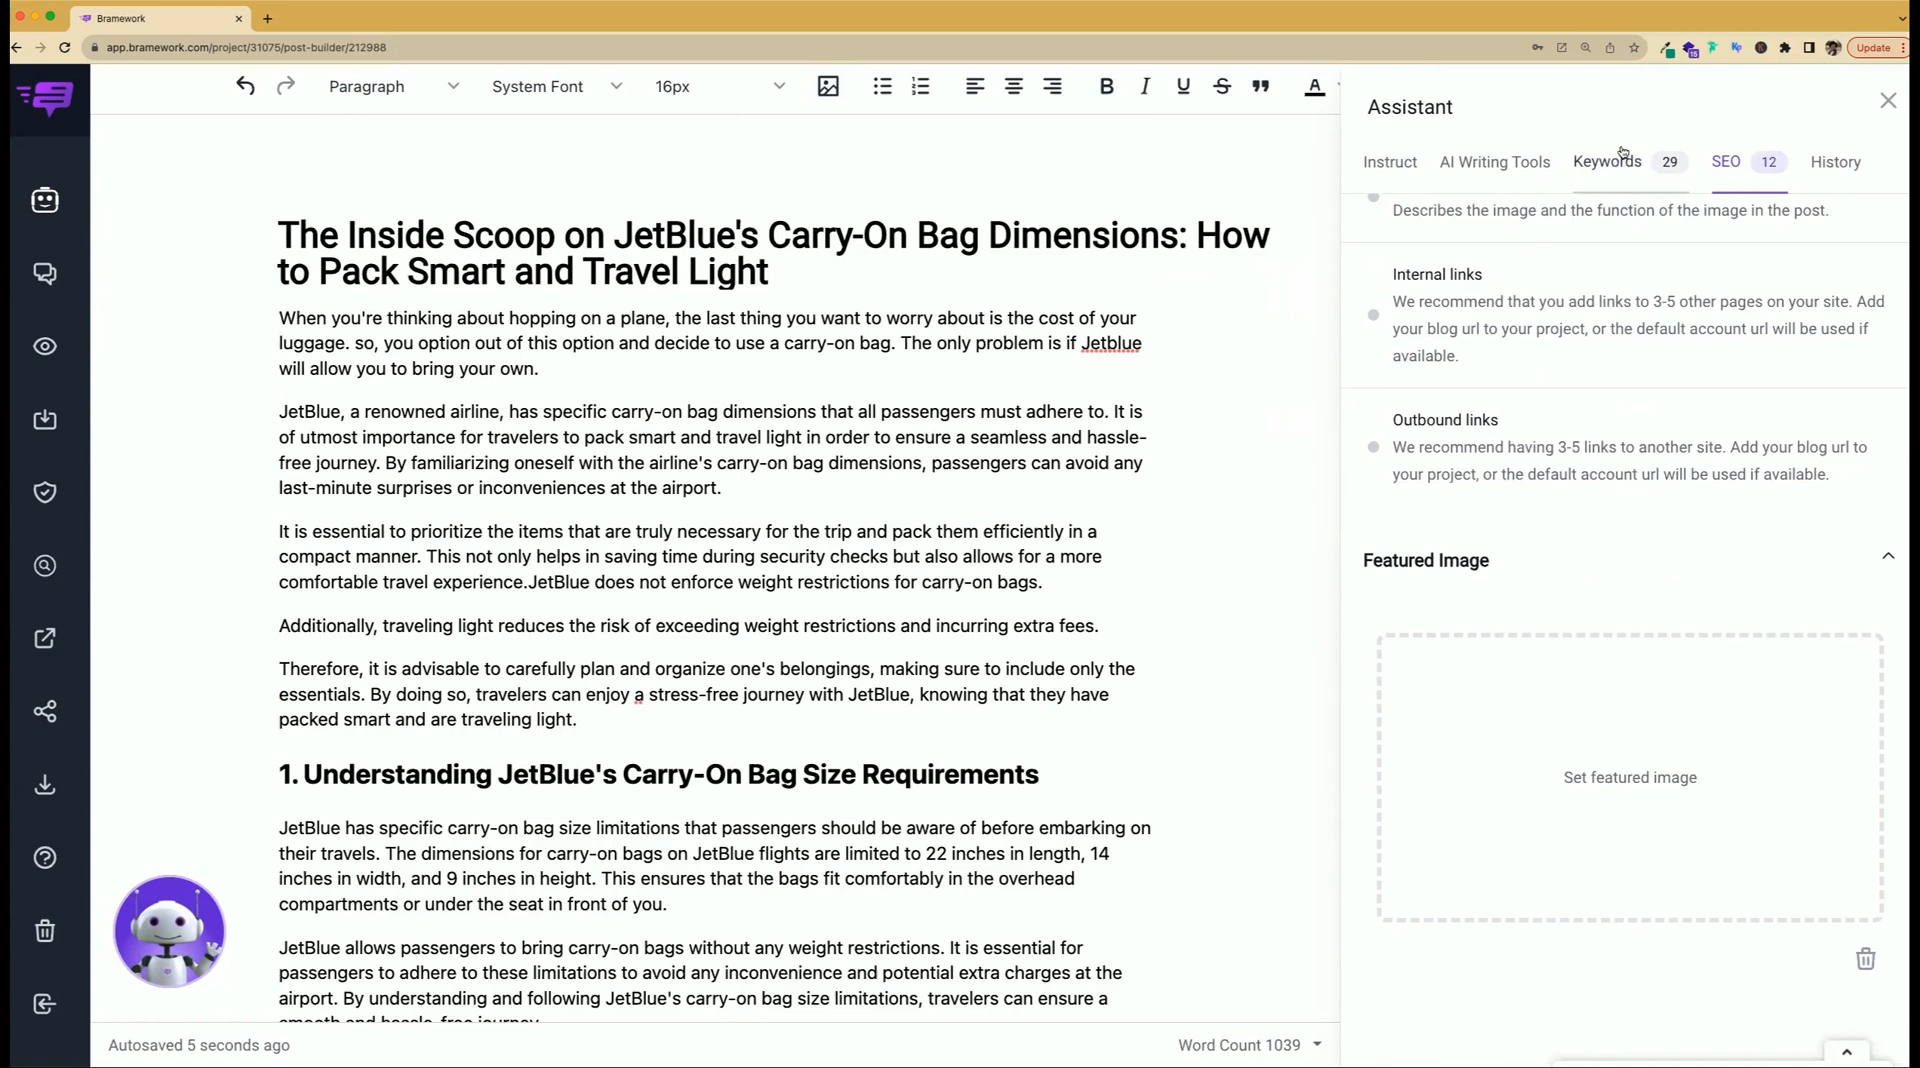 Bramework
app.bramework.com/project/31075/post-builder/212988
Update
Paragraph
System Font
16px
B
I
U
S
A
The Inside Scoop on JetBlue's Carry-On Bag Dimensions: How
to Pack Smart and Travel Light
When you're thinking about hopping on a plane, the last thing you want to worry about is the cost of your
luggage. so, you option out of this option and decide to use a carry-on bag. The only problem is if Jetblue
will allow you to bring your own.
JetBlue, a renowned airline, has specific carry-on bag dimensions that all passengers must adhere to. It is
of utmost importance for travelers to pack smart and travel light in order to ensure a seamless and hassle-
free journey. By familiarizing oneself with the airline's carry-on bag dimensions, passengers can avoid any
last-minute surprises or inconveniences at the airport.
It is essential to prioritize the items that are truly necessary for the trip and pack them efficiently in a
compact manner. This not only helps in saving time during security checks but also allows for a more
comfortable travel experience.JetBlue does not enforce weight restrictions for carry-on bags.
Additionally, traveling light reduces the risk of exceeding weight restrictions and incurring extra fees.
Therefore, it is advisable to carefully plan and organize one's belongings, making sure to include only the
essentials. By doing so, travelers can enjoy a stress-free journey with JetBlue, knowing that they have
packed smart and are traveling light.
1. Understanding JetBlue's Carry-On Bag Size Requirements
JetBlue has specific carry-on bag size limitations that passengers should be aware of before embarking on
their travels. The dimensions for carry-on bags on JetBlue flights are limited to 22 inches in length, 14
inches in width, and 9 inches in height. This ensures that the bags fit comfortably in the overhead
compartments or under the seat in front of you.
JetBlue allows passengers to bring carry-on bags without any weight restrictions. It is essential for
passengers to adhere to these limitations to avoid any inconvenience and potential extra charges at the
airport. By understanding and following JetBlue's carry-on bag size limitations, travelers can ensure a
smooth and hassle-free journey.
Autosaved 5 seconds ago
Word Count 1039
Assistant
Instruct
AI Writing Tools
Keywords 29
SEO 12
History
Describes the image and the function of the image in the post.
Internal links
We recommend that you add links to 3-5 other pages on your site. Add
your blog url to your project, or the default account url will be used if
available.
Outbound links
We recommend having 3-5 links to another site. Add your blog url to
your project, or the default account url will be used if available.
Featured Image
Set featured image